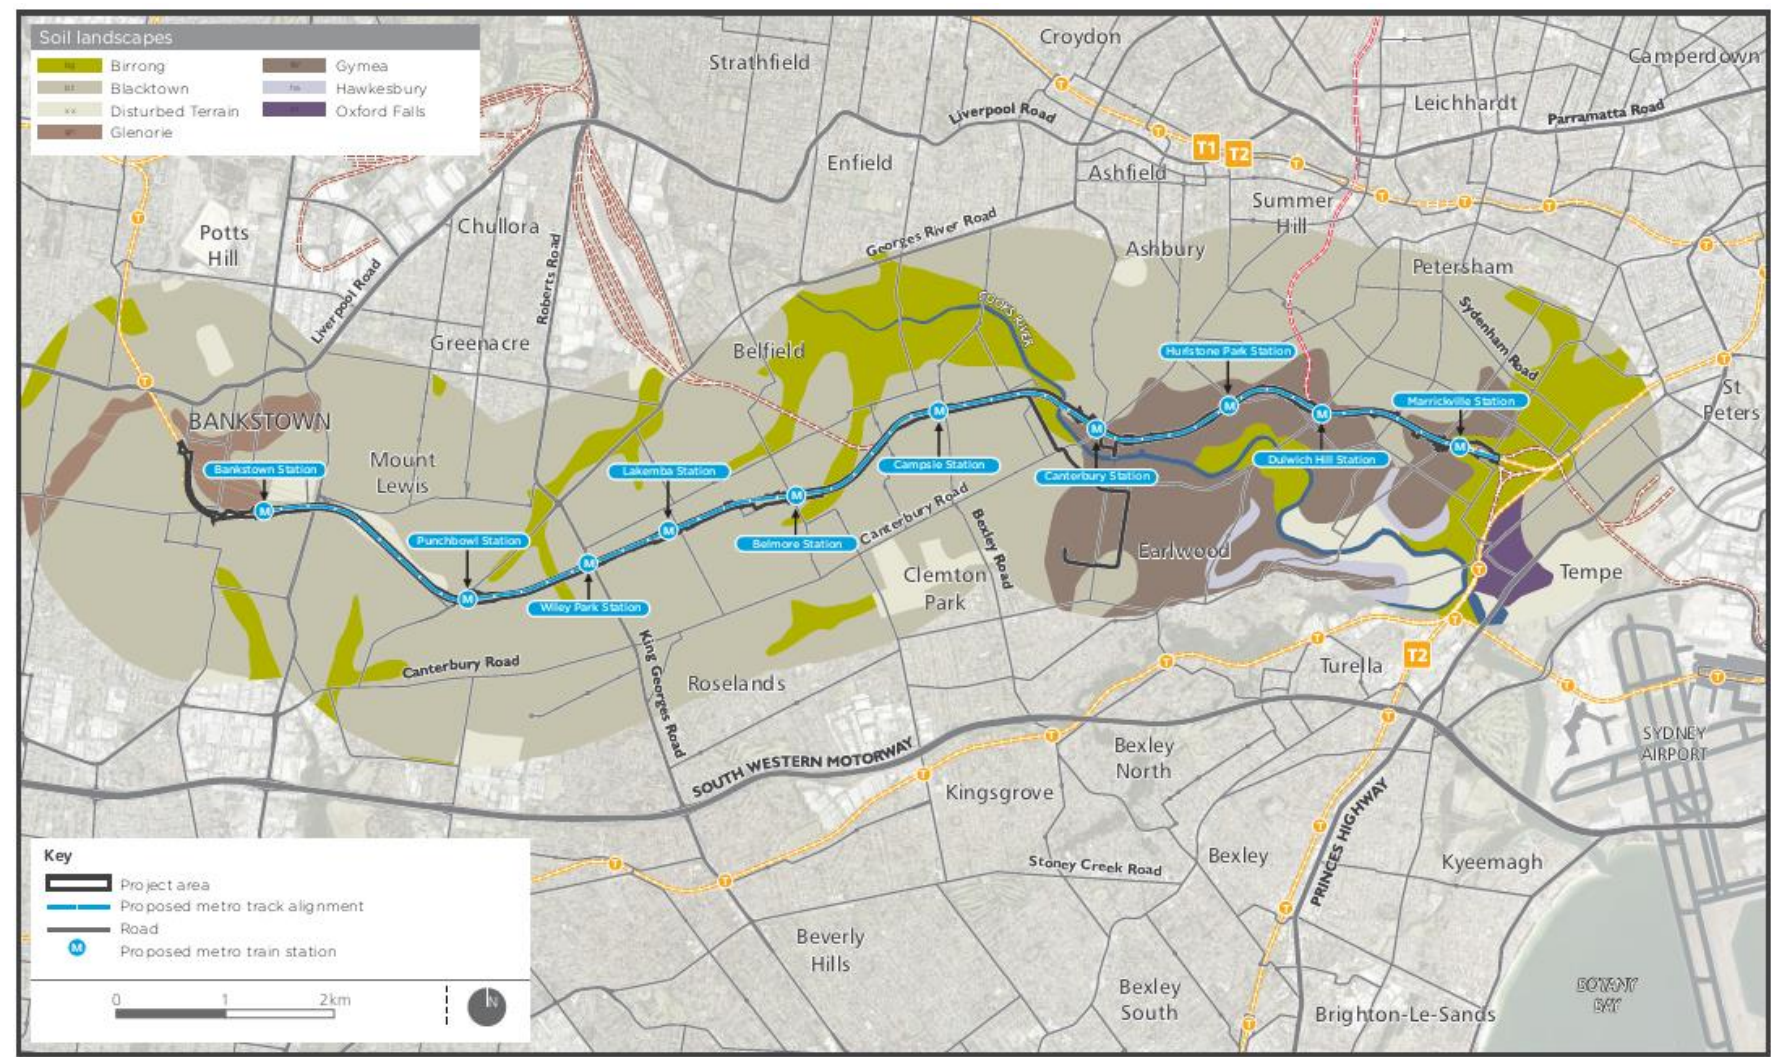 Soil landscapes
Birrong
Blacktown
Disturbed Terrain
Glenorie
Gymea
Hawkesbury
Oxford Falls
Croydon
Camperdown
Strathfield
Leichhardt
Liverpool Road
Parramatta Road
T1
T2
Enfield
Ashfield
Summer
Hill
Chullora
Potts
Hill
Georges River Road
Ashbury
Petersham
Roberts Road
Liverpool Road
COOKS RIVER
Sydenham Road
Greenacre
Belfield
Hurlstone Park Station
St
Peters
BANKSTOWN
Marrickville Station
Mount
Lewis
Bankstown Station
Lakemba Station
Campsie Station
Canterbury Station
Dulwich Hill Station
Canterbury Road
Bexley Road
Punchbowl Station
Belmore Station
Earlwood
Clemton
Park
Tempe
Wiley Park Station
King Georges Road
Canterbury Road
Roselands
Turella
T2
SOUTH WESTERN MOTORWAY
Bexley
North
SYDNEY
AIRPORT
Kingsgrove
PRINCES HIGHWAY
Stoney Creek Road
Bexley
Kyeemagh
Beverly
Hills
Bexley
South
Brighton-Le-Sands
BOTANY
BAY
Key
Project area
Proposed metro track alignment
Road
M
Proposed metro train station
0 1 2km
N